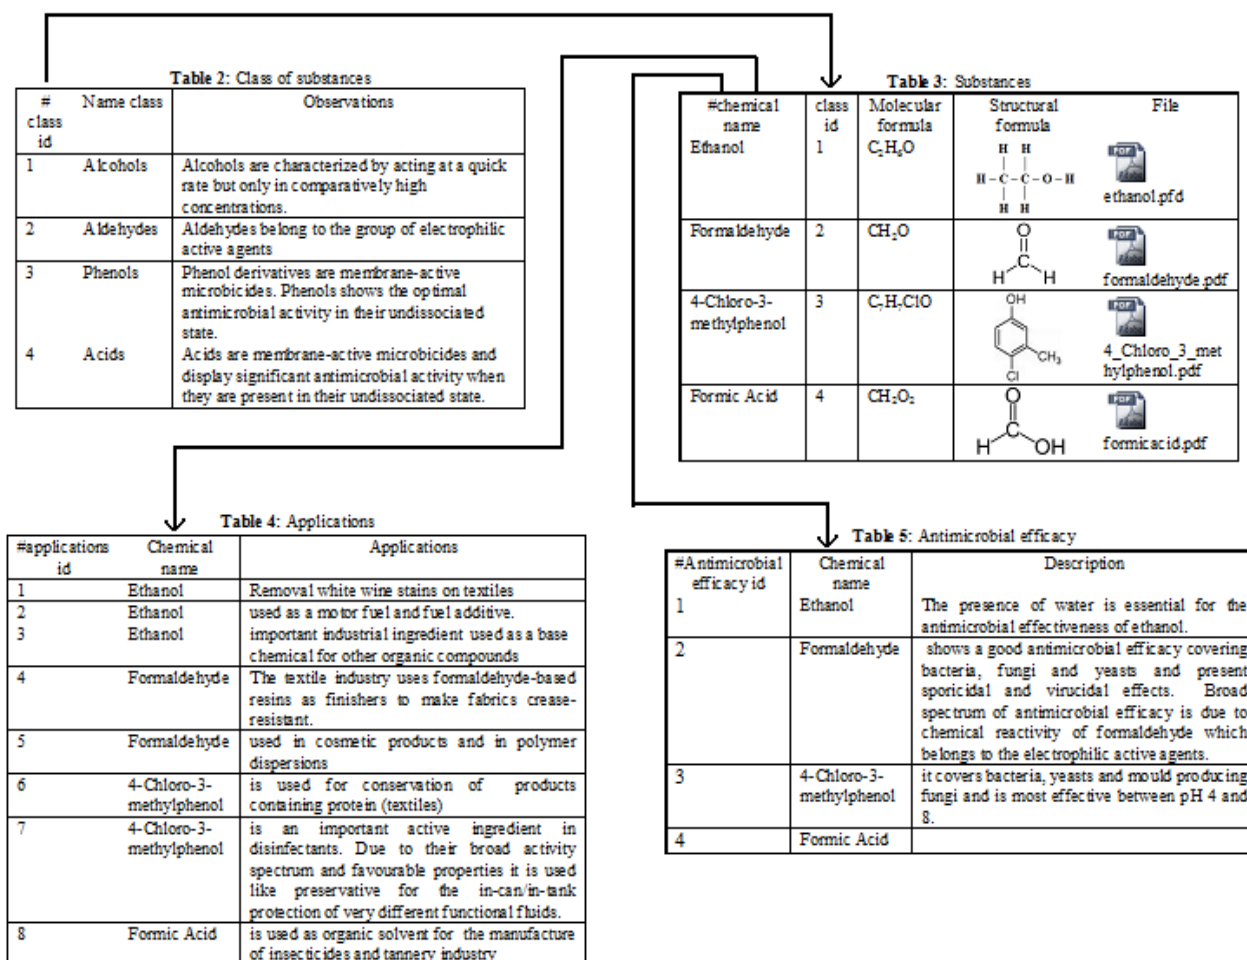 Table 2: Class of substances
# class id Name class Observations
1 Alcohols Alcohols are characterized by acting at a quick
rate but only in comparatively high
concentrations.
2 Aldehydes Aldehydes belong to the group of electrophilic
active agents
3 Phenols Phenol derivatives are membrane-active
microbicides. Phenols shows the optimal
antimicrobial activity in their undissociated
state.
4 Acids Acids are membrane-active microbicides and
display significant antimicrobial activity when
they are present in their undissociated state.
Table 3: Substances
#chemical name class id Molecular formula Structural formula File
Ethanol 1 C₂H₆O
H H
H–C–C–O–H
H H
PDF
Adobe
ethanol.pfd
Formaldehyde 2 CH₂O
O
C
H H
PDF
Adobe
formaldehyde.pdf
4-Chloro-3-
methylphenol 3 C₇H₇ClO
OH
CH₃
Cl
PDF
Adobe
4_Chloro_3_met
hylphenol.pdf
Formic Acid 4 CH₂O₂
O
C
H OH
PDF
Adobe
formicacid.pdf
Table 4: Applications
#applications id Chemical name Applications
1 Ethanol Removal white wine stains on textiles
2 Ethanol used as a motor fuel and fuel additive.
3 Ethanol important industrial ingredient used as a base
chemical for other organic compounds
4 Formaldehyde The textile industry uses formaldehyde-based
resins as finishers to make fabrics crease-
resistant.
5 Formaldehyde used in cosmetic products and in polymer
dispersions
6 4-Chloro-3- is used for conservation of products
methylphenol containing protein (textiles)
7 4-Chloro-3- is an important active ingredient in
methylphenol disinfectants. Due to their broad activity
spectrum and favourable properties it is used
like preservative for the in-can/in-tank
protection of very different functional fluids.
8 Formic Acid is used as organic solvent for the manufacture
of insecticides and tannery industry
Table 5: Antimicrobial efficacy
#Antimicrobial efficacy id Chemical name Description
1 Ethanol The presence of water is essential for the
antimicrobial effectiveness of ethanol.
2 Formaldehyde shows a good antimicrobial efficacy covering
bacteria, fungi and yeasts and present
sporicidal and virucidal effects. Broad
spectrum of antimicrobial efficacy is due to
chemical reactivity of formaldehyde which
belongs to the electrophilic active agents.
3 4-Chloro-3- it covers bacteria, yeasts and mould producing
methylphenol fungi and is most effective between pH 4 and
8.
4 Formic Acid